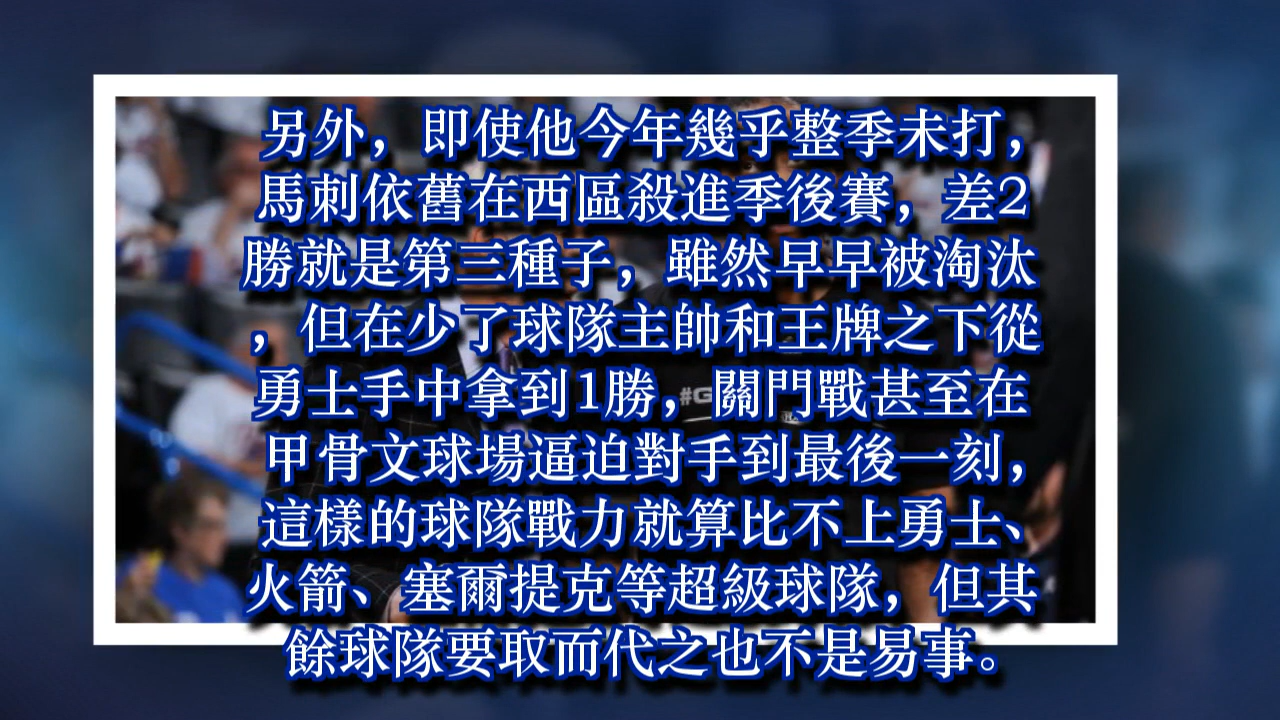 另外，即使他今年幾乎整季未打，
馬刺依舊在西區殺進季後賽，差2
勝就是第三種子，雖然早早被淘汰
，但在少了球隊主帥和王牌之下從
勇士手中拿到1勝，關門戰甚至在
甲骨文球場逼迫對手到最後一刻，
這樣的球隊戰力就算比不上勇士、
火箭、塞爾提克等超級球隊，但其
餘球隊要取而代之也不是易事。
#G